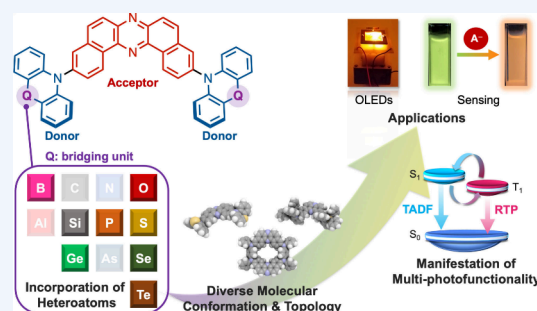 N
N
Acceptor
N
N
Q
Q
Donor
Donor
Q: bridging unit
B
C
N
O
Al
Si
P
S
Ge
As
Se
Te
Incorporation of
Heteroatoms
Diverse Molecular
Conformation & Topology
OLEDs
A⁻
Sensing
Applications
S₁
T₁
TADF
RTP
S₀
Manifestation of
Multi-photofunctionality